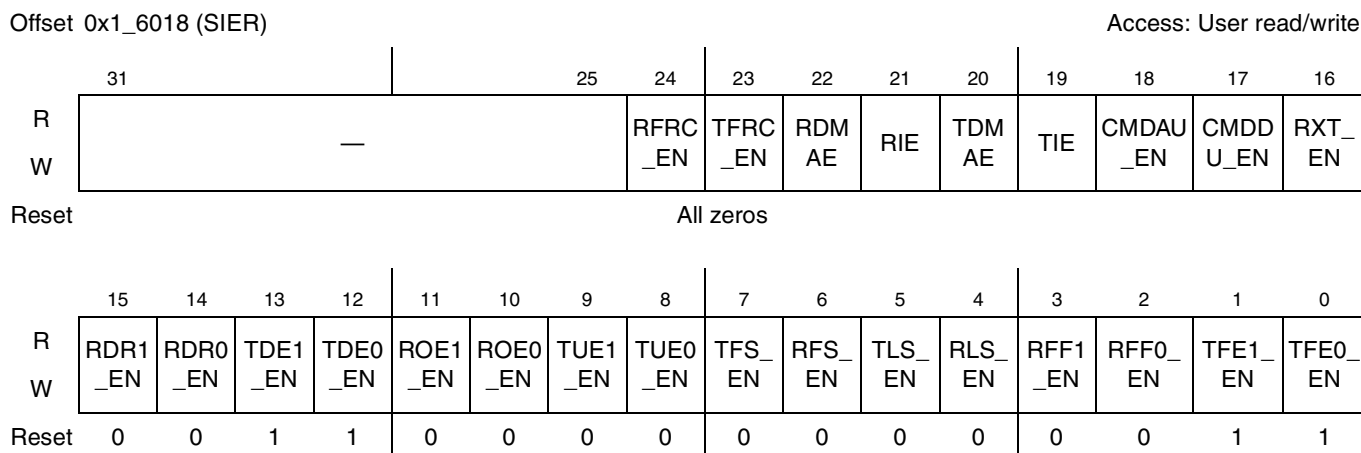 Offset 0x1_6018 (SIER) Access: User read/write
31 25 24 23 22 21 20 19 18 17 16
R W — RFRC _EN TFRC _EN RDM AE RIE TDM AE TIE CMDAU _EN CMDD U_EN RXT_ EN
Reset All zeros
15 14 13 12 11 10 9 8 7 6 5 4 3 2 1 0
R W RDR1 _EN RDR0 _EN TDE1 _EN TDE0 _EN ROE1 _EN ROE0 _EN TUE1 _EN TUE0 _EN TFS_ EN RFS_ EN TLS_ EN RLS_ EN RFF1 _EN RFF0_ EN TFE1_ EN TFE0_ EN
Reset 0 0 1 1 0 0 0 0 0 0 0 0 0 0 1 1